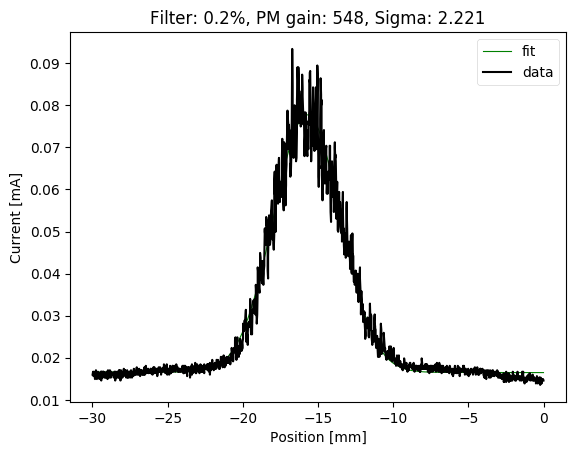 Filter: 0.2%, PM gain: 548, Sigma: 2.221
fit
data
0.09
0.08
0.07
0.06
0.05
0.04
0.03
0.02
0.01
Current [mA]
−30 −25 −20 −15 −10 −5 0
Position [mm]